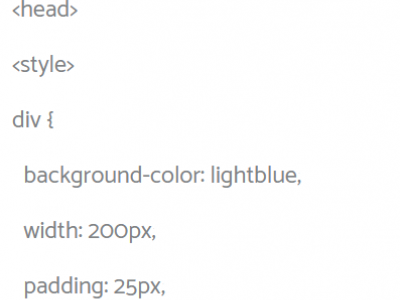 <head>
<style>
div {
background-color: lightblue,
width: 200px,
padding: 25px,